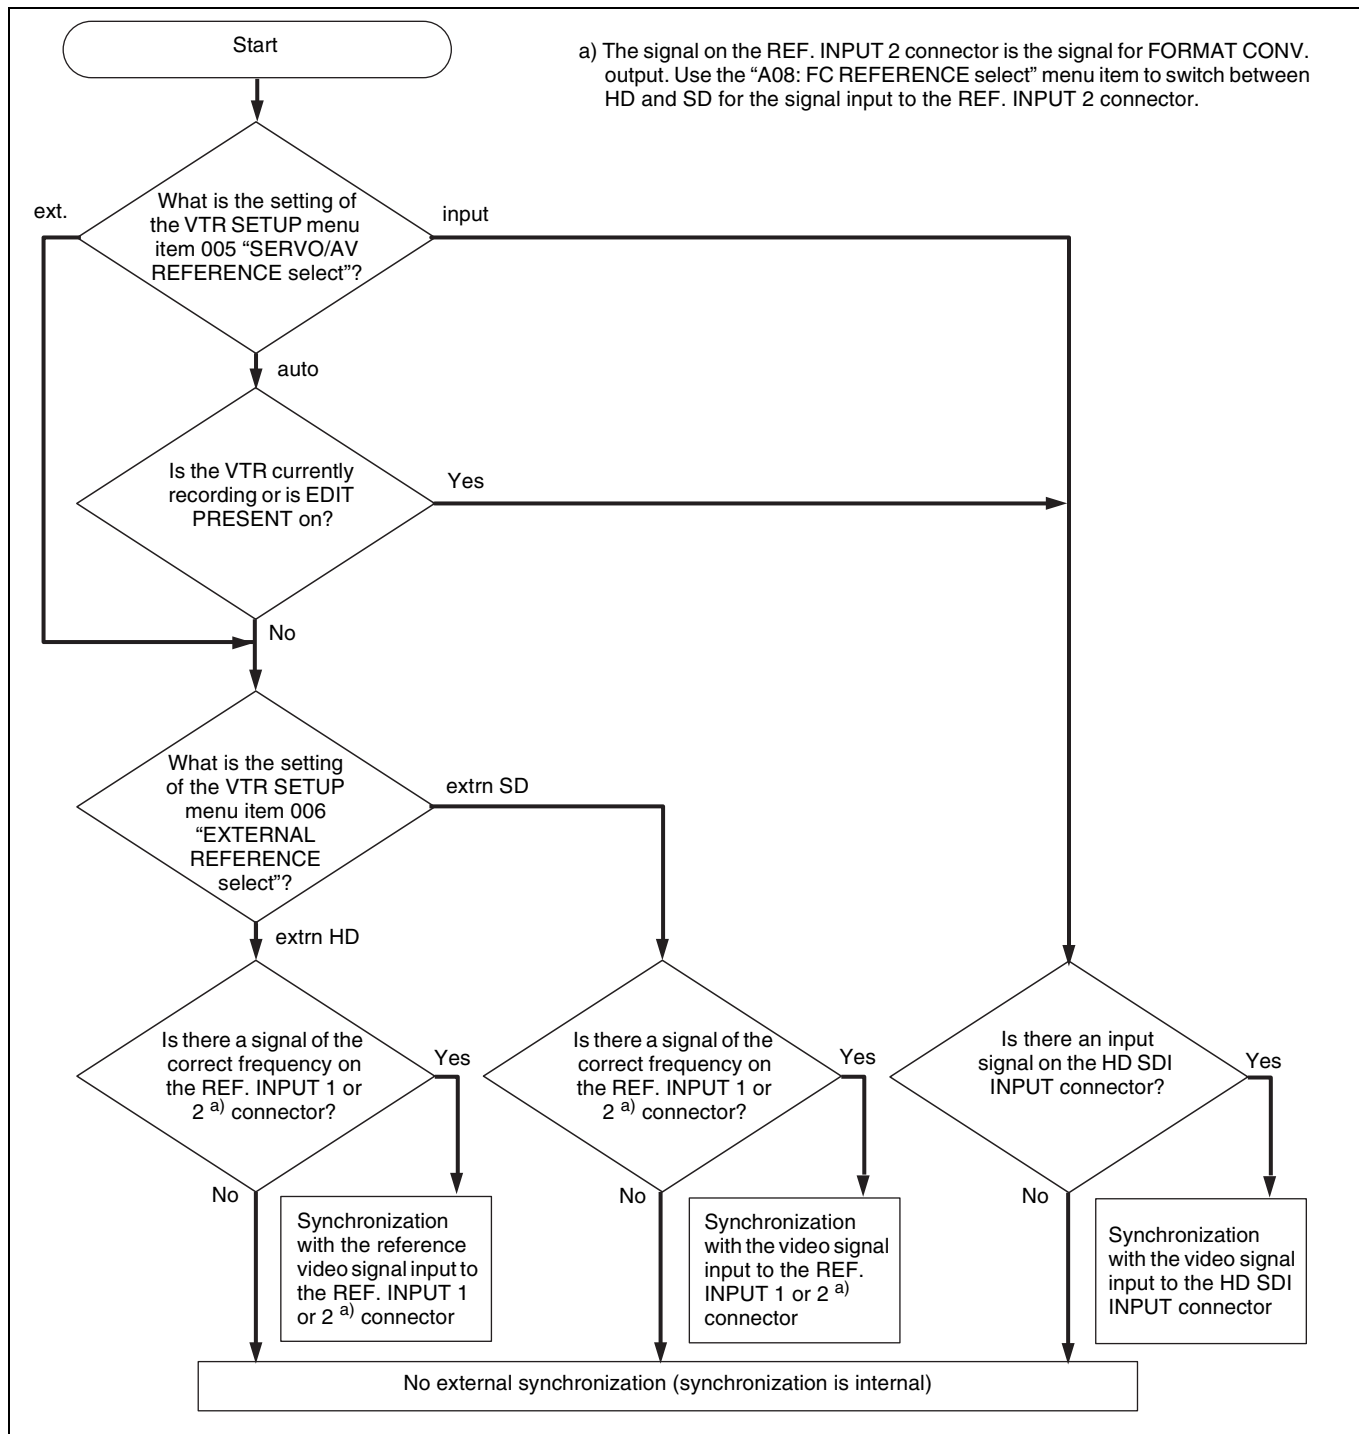 Start
a) The signal on the REF. INPUT 2 connector is the signal for FORMAT CONV.
output. Use the “A08: FC REFERENCE select” menu item to switch between
HD and SD for the signal input to the REF. INPUT 2 connector.
What is the setting of
the VTR SETUP menu
item 005 “SERVO/AV
REFERENCE select”?
ext.
input
auto
Is the VTR currently
recording or is EDIT
PRESENT on?
Yes
No
What is the setting
of the VTR SETUP
menu item 006
“EXTERNAL
REFERENCE
select”?
extrn SD
extrn HD
Is there a signal of the
correct frequency on
the REF. INPUT 1 or
2 a) connector?
Yes
No
Is there a signal of the
correct frequency on
the REF. INPUT 1 or
2 a) connector?
Yes
No
Is there an input
signal on the HD SDI
INPUT connector?
Yes
No
Synchronization
with the reference
video signal input to
the REF. INPUT 1
or 2 a) connector
Synchronization
with the video signal
input to the REF.
INPUT 1 or 2 a)
connector
Synchronization
with the video signal
input to the HD SDI
INPUT connector
No external synchronization (synchronization is internal)